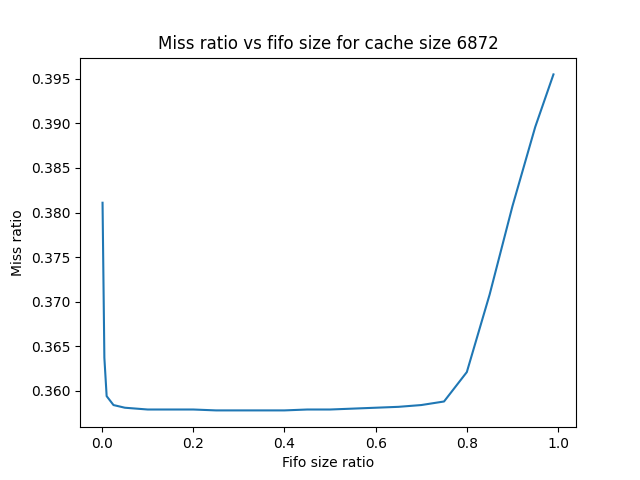 Miss ratio vs fifo size for cache size 6872
0.395
0.390
0.385
0.380
0.375
0.370
0.365
0.360
Miss ratio
0.0 0.2 0.4 0.6 0.8 1.0
Fifo size ratio